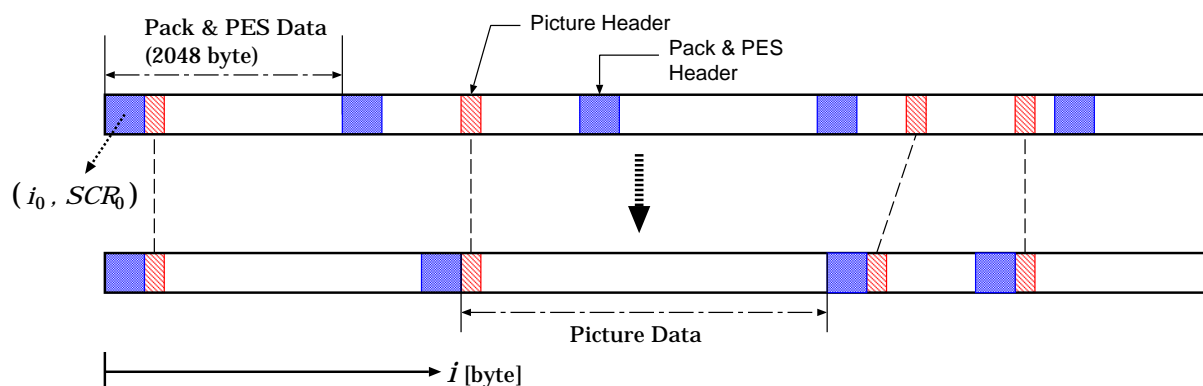 Pack & PES Data
(2048 byte)
Picture Header
Pack & PES
Header
( i0 , SCR0 )
Picture Data
i [byte]